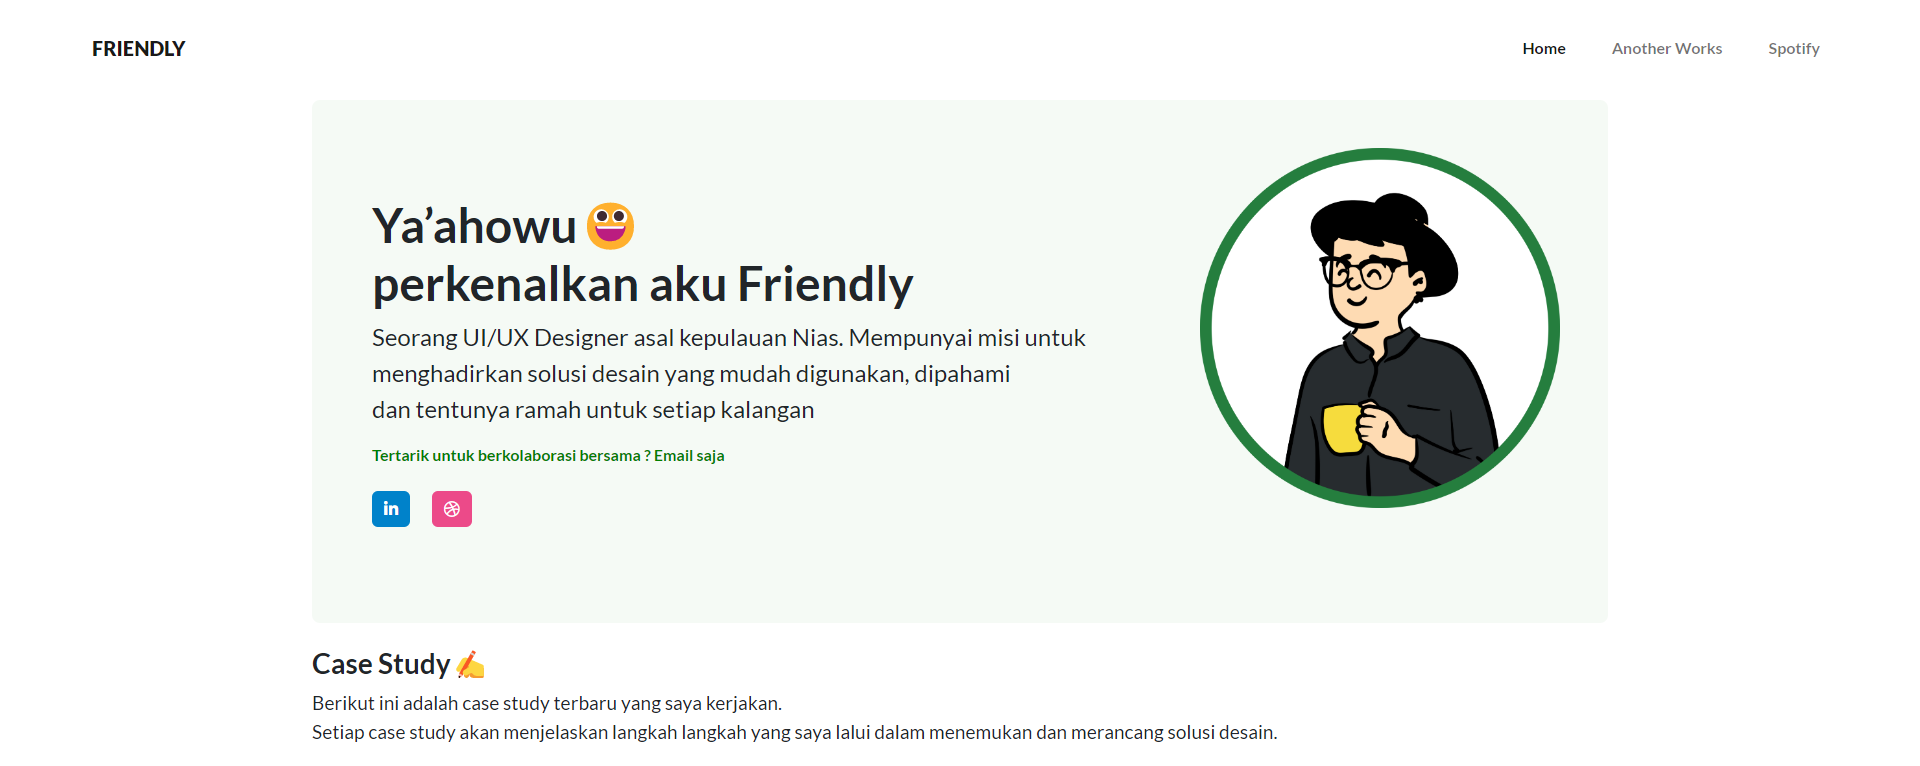 FRIENDLY
Home
Another Works
Spotify
Ya’ahowu 😀
perkenalkan aku Friendly
Seorang UI/UX Designer asal kepulauan Nias. Mempunyai misi untuk
menghadirkan solusi desain yang mudah digunakan, dipahami
dan tentunya ramah untuk setiap kalangan
Tertarik untuk berkolaborasi bersama ? Email saja
in
Case Study ✍️
Berikut ini adalah case study terbaru yang saya kerjakan.
Setiap case study akan menjelaskan langkah langkah yang saya lalui dalam menemukan dan merancang solusi desain.